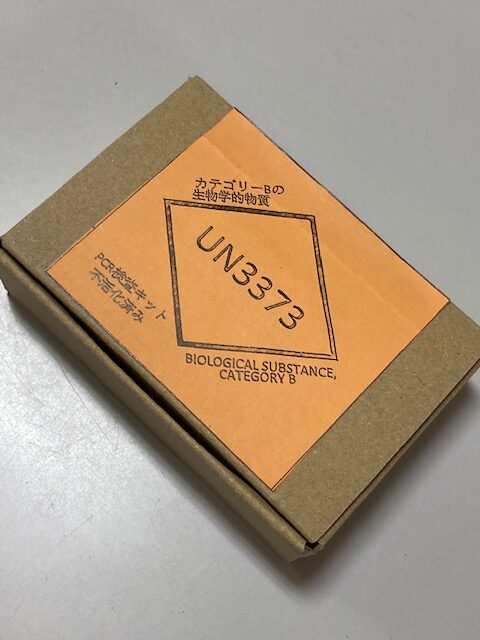 カテゴリーBの
生物学的物質
UN3373
BIOLOGICAL SUBSTANCE,
CATEGORY B
PCR検査キット
不活化済み